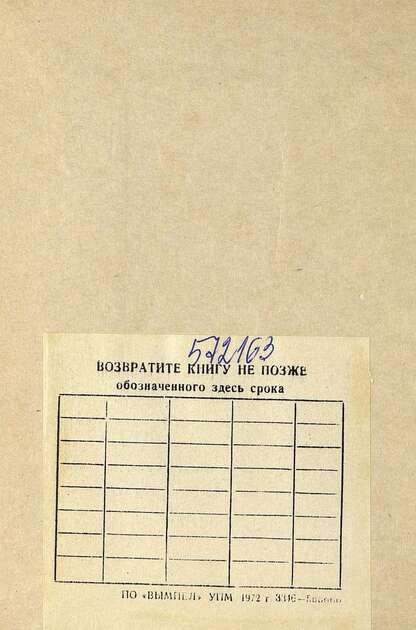 572163
ВОЗВРАТИТЕ КНИГУ НЕ ПОЗЖЕ
обозначенного здесь срока
ПО «ВЫМПЕЛ» УПМ 1972 г